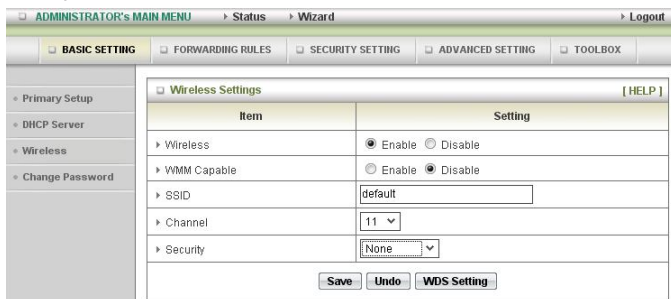 ADMINISTRATOR's MAIN MENU Status Wizard Logout
BASIC SETTING FORWARDING RULES SECURITY SETTING ADVANCED SETTING TOOLBOX
Primary Setup
DHCP Server
Wireless
Change Password
Wireless Settings [HELP]
Item Setting
Wireless Enable Disable
WMM Capable Enable Disable
SSID default
Channel 11
Security None
Save Undo WDS Setting